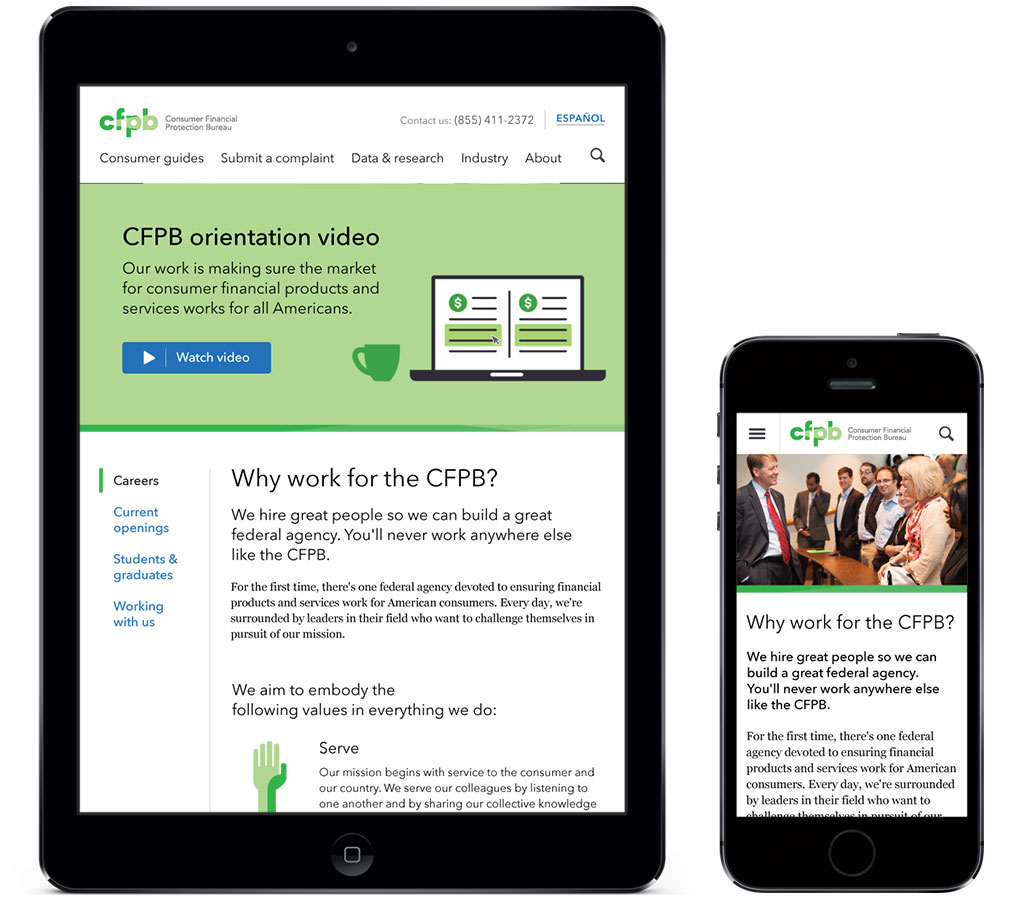 cfpb Consumer Financial
Protection Bureau
Contact us: (855) 411-2372 ESPAÑOL
Consumer guides Submit a complaint Data & research Industry About
CFPB orientation video
Our work is making sure the market
for consumer financial products and
services works for all Americans.
Watch video
$ $
Careers
Current
openings
Students &
graduates
Working
with us
Why work for the CFPB?
We hire great people so we can build a great
federal agency. You'll never work anywhere else
like the CFPB.
For the first time, there's one federal agency devoted to ensuring financial
products and services work for American consumers. Every day, we're
surrounded by leaders in their field who want to challenge themselves in
pursuit of our mission.
We aim to embody the
following values in everything we do:
Serve
Our mission begins with service to the consumer and
our country. We serve our colleagues by listening to
one another and by sharing our collective knowledge
cfpb Consumer Financial
Protection Bureau
Why work for the CFPB?
We hire great people so we can
build a great federal agency.
You'll never work anywhere else
like the CFPB.
For the first time, there's one federal
agency devoted to ensuring financial
products and services work for American
consumers. Every day, we're surrounded
by leaders in their field who want to
challenge themselves in pursuit of our